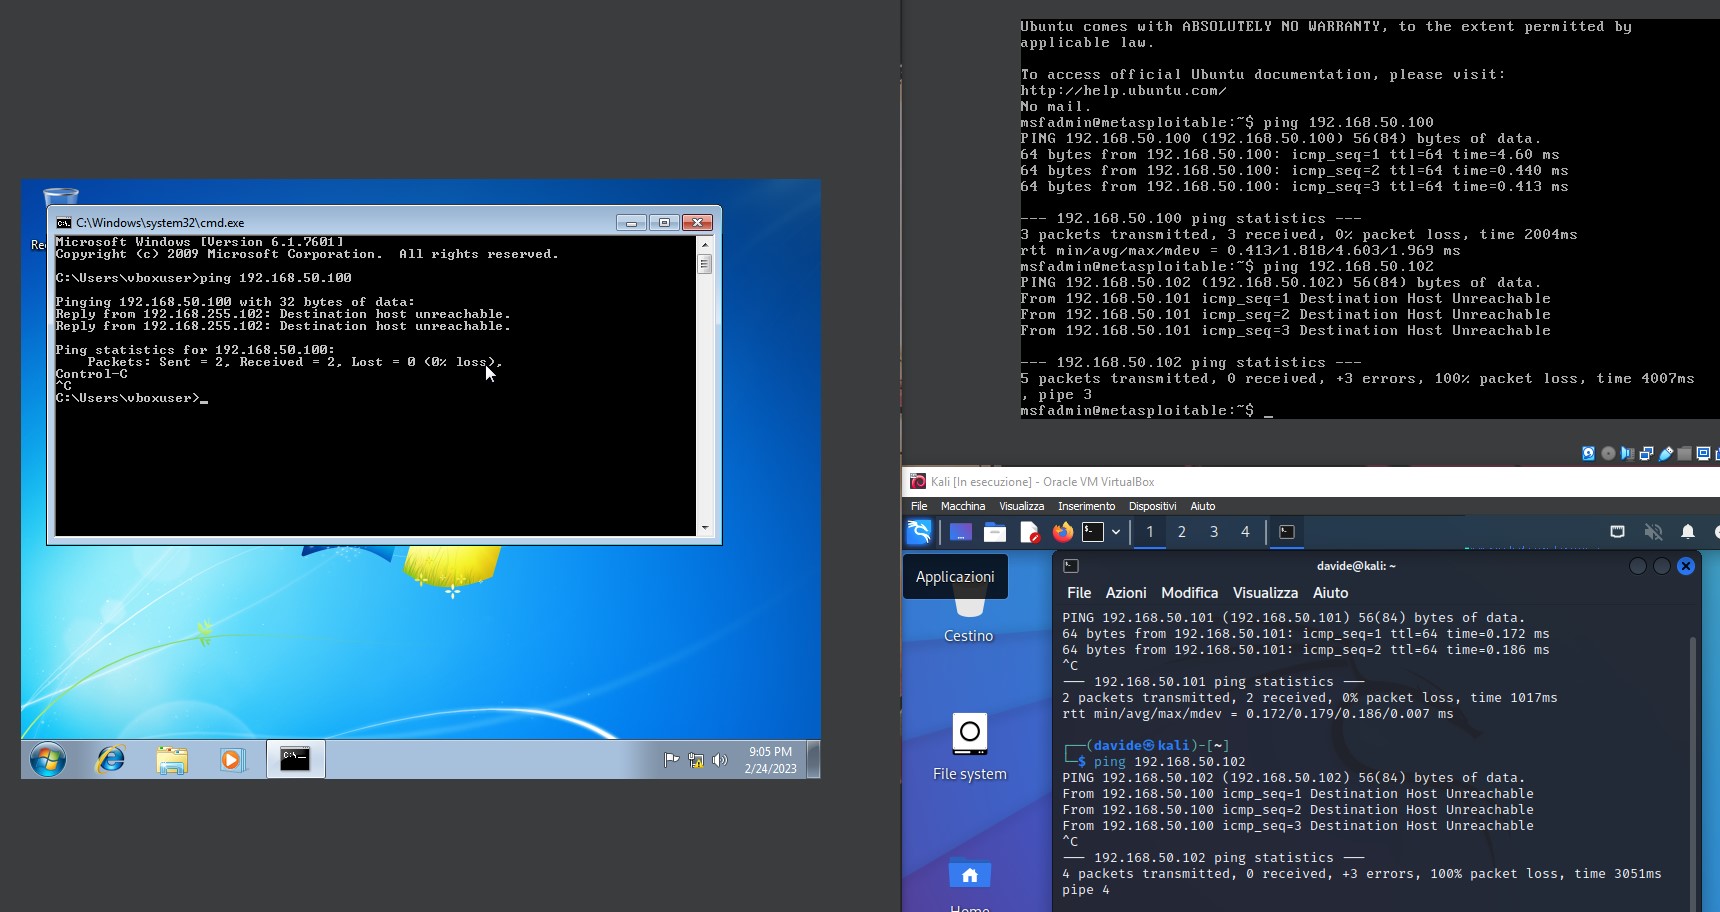 Re
C:\Windows\system32\cmd.exe
Microsoft Windows [Version 6.1.7601]
Copyright (c) 2009 Microsoft Corporation.  All rights reserved.
C:\Users\vboxuser>ping 192.168.50.100
Pinging 192.168.50.100 with 32 bytes of data:
Reply from 192.168.255.102: Destination host unreachable.
Reply from 192.168.255.102: Destination host unreachable.
Ping statistics for 192.168.50.100:
    Packets: Sent = 2, Received = 2, Lost = 0 (0% loss),
Control-C
^C
C:\Users\vboxuser>_
9:05 PM
2/24/2023
Ubuntu comes with ABSOLUTELY NO WARRANTY, to the extent permitted by
applicable law.
To access official Ubuntu documentation, please visit:
http://help.ubuntu.com/
No mail.
msfadmin@metasploitable:~$ ping 192.168.50.100
PING 192.168.50.100 (192.168.50.100) 56(84) bytes of data.
64 bytes from 192.168.50.100: icmp_seq=1 ttl=64 time=4.60 ms
64 bytes from 192.168.50.100: icmp_seq=2 ttl=64 time=0.440 ms
64 bytes from 192.168.50.100: icmp_seq=3 ttl=64 time=0.413 ms
--- 192.168.50.100 ping statistics ---
3 packets transmitted, 3 received, 0% packet loss, time 2004ms
rtt min/avg/max/mdev = 0.413/1.818/4.603/1.969 ms
msfadmin@metasploitable:~$ ping 192.168.50.102
PING 192.168.50.102 (192.168.50.102) 56(84) bytes of data.
From 192.168.50.101 icmp_seq=1 Destination Host Unreachable
From 192.168.50.101 icmp_seq=2 Destination Host Unreachable
From 192.168.50.101 icmp_seq=3 Destination Host Unreachable
--- 192.168.50.102 ping statistics ---
5 packets transmitted, 0 received, +3 errors, 100% packet loss, time 4007ms
, pipe 3
msfadmin@metasploitable:~$ _
Kali [In esecuzione] - Oracle VM VirtualBox
File Macchina Visualizza Inserimento Dispositivi Aiuto
1 2 3 4
Applicazioni
Cestino
File system
Home
davide@kali: ~
File Azioni Modifica Visualizza Aiuto
PING 192.168.50.101 (192.168.50.101) 56(84) bytes of data.
64 bytes from 192.168.50.101: icmp_seq=1 ttl=64 time=0.172 ms
64 bytes from 192.168.50.101: icmp_seq=2 ttl=64 time=0.186 ms
^C
--- 192.168.50.101 ping statistics ---
2 packets transmitted, 2 received, 0% packet loss, time 1017ms
rtt min/avg/max/mdev = 0.172/0.179/0.186/0.007 ms
┌──(davide㉿kali)-[~]
└─$ ping 192.168.50.102
PING 192.168.50.102 (192.168.50.102) 56(84) bytes of data.
From 192.168.50.100 icmp_seq=1 Destination Host Unreachable
From 192.168.50.100 icmp_seq=2 Destination Host Unreachable
From 192.168.50.100 icmp_seq=3 Destination Host Unreachable
^C
--- 192.168.50.102 ping statistics ---
4 packets transmitted, 0 received, +3 errors, 100% packet loss, time 3051ms
pipe 4